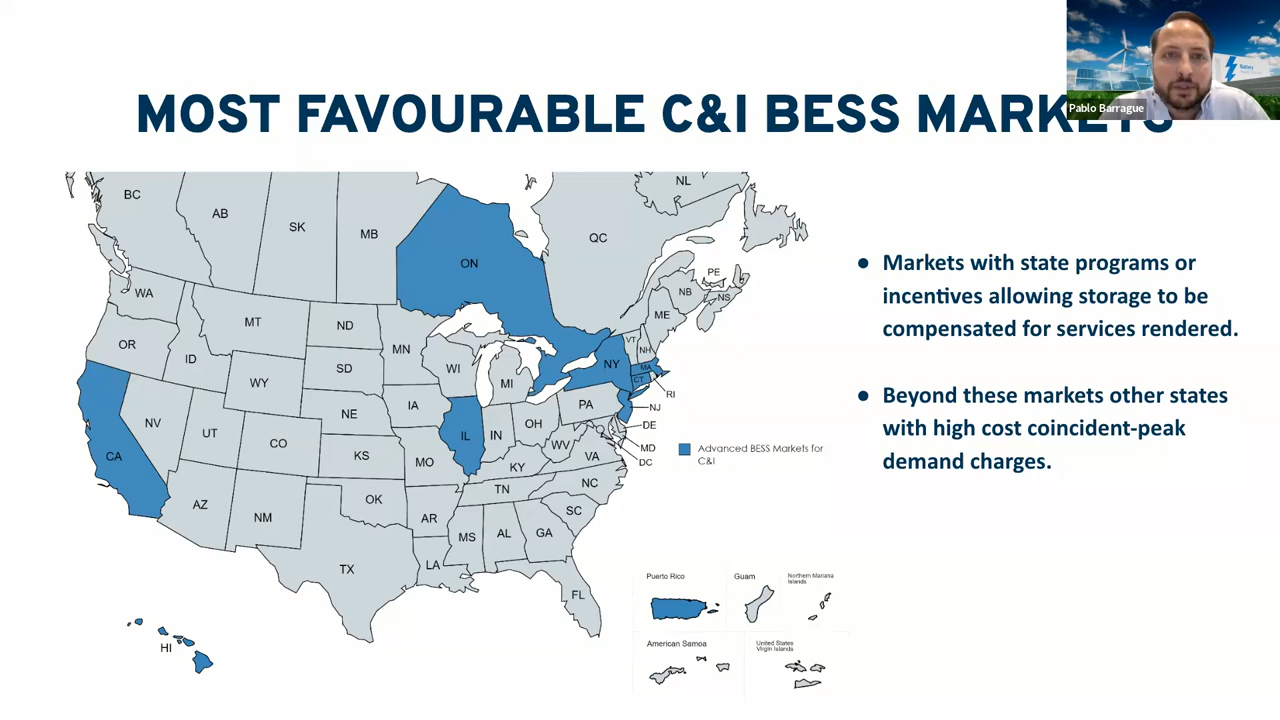 MOST FAVOURABLE C&I BESS MARKETS
Pablo Barrague
Battery
BC
AB
SK
MB
ON
QC
NL
PE
NB
NS
WA
MT
ND
MN
OR
ID
WY
SD
WI
MI
NY
VT
NH
ME
MA
CT
RI
NJ
DE
MD
DC
NV
UT
CO
NE
IA
IL
IN
OH
PA
WV
VA
CA
KS
MO
KY
AZ
NM
OK
AR
TN
NC
SC
MS
AL
GA
TX
LA
FL
HI
Advanced BESS Markets for
C&I
Puerto Rico
Guam
Northern Mariana
Islands
American Samoa
United States
Virgin Islands
● Markets with state programs or
incentives allowing storage to be
compensated for services rendered.
● Beyond these markets other states
with high cost coincident-peak
demand charges.